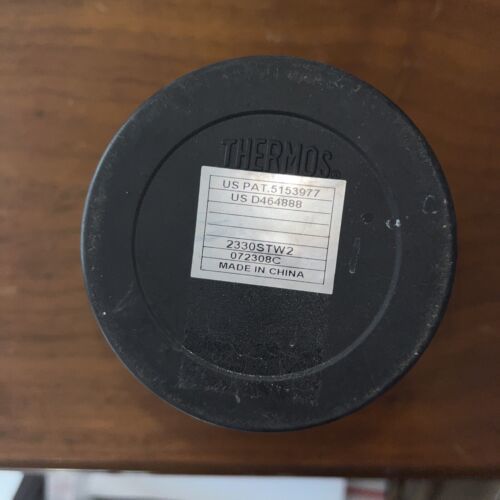 THERMOS
US PAT.5153977
US D464888
2330STW2
072308C
MADE IN CHINA